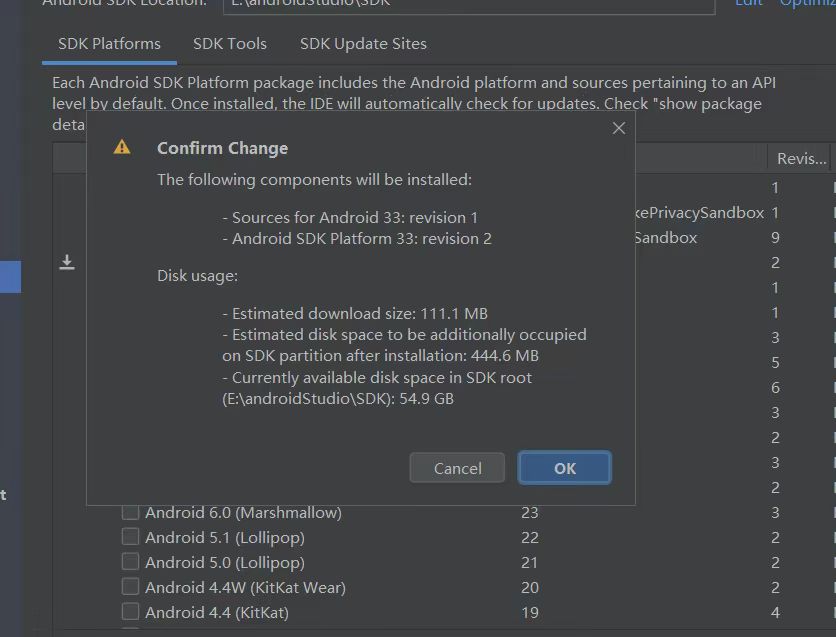 Android SDK Location: E:\androidStudio\SDK Edit Optimiz
SDK Platforms SDK Tools SDK Update Sites
Each Android SDK Platform package includes the Android platform and sources pertaining to an API
level by default. Once installed, the IDE will automatically check for updates. Check "show package
deta
Confirm Change
Revis...
The following components will be installed:
1
- Sources for Android 33: revision 1
kePrivacySandbox 1
- Android SDK Platform 33: revision 2
Sandbox 9
2
Disk usage:
1
- Estimated download size: 111.1 MB
1
- Estimated disk space to be additionally occupied
3
on SDK partition after installation: 444.6 MB
5
- Currently available disk space in SDK root
6
(E:\androidStudio\SDK): 54.9 GB
3
2
Cancel OK
3
2
t
Android 6.0 (Marshmallow) 23 3
Android 5.1 (Lollipop) 22 2
Android 5.0 (Lollipop) 21 2
Android 4.4W (KitKat Wear) 20 2
Android 4.4 (KitKat) 19 4